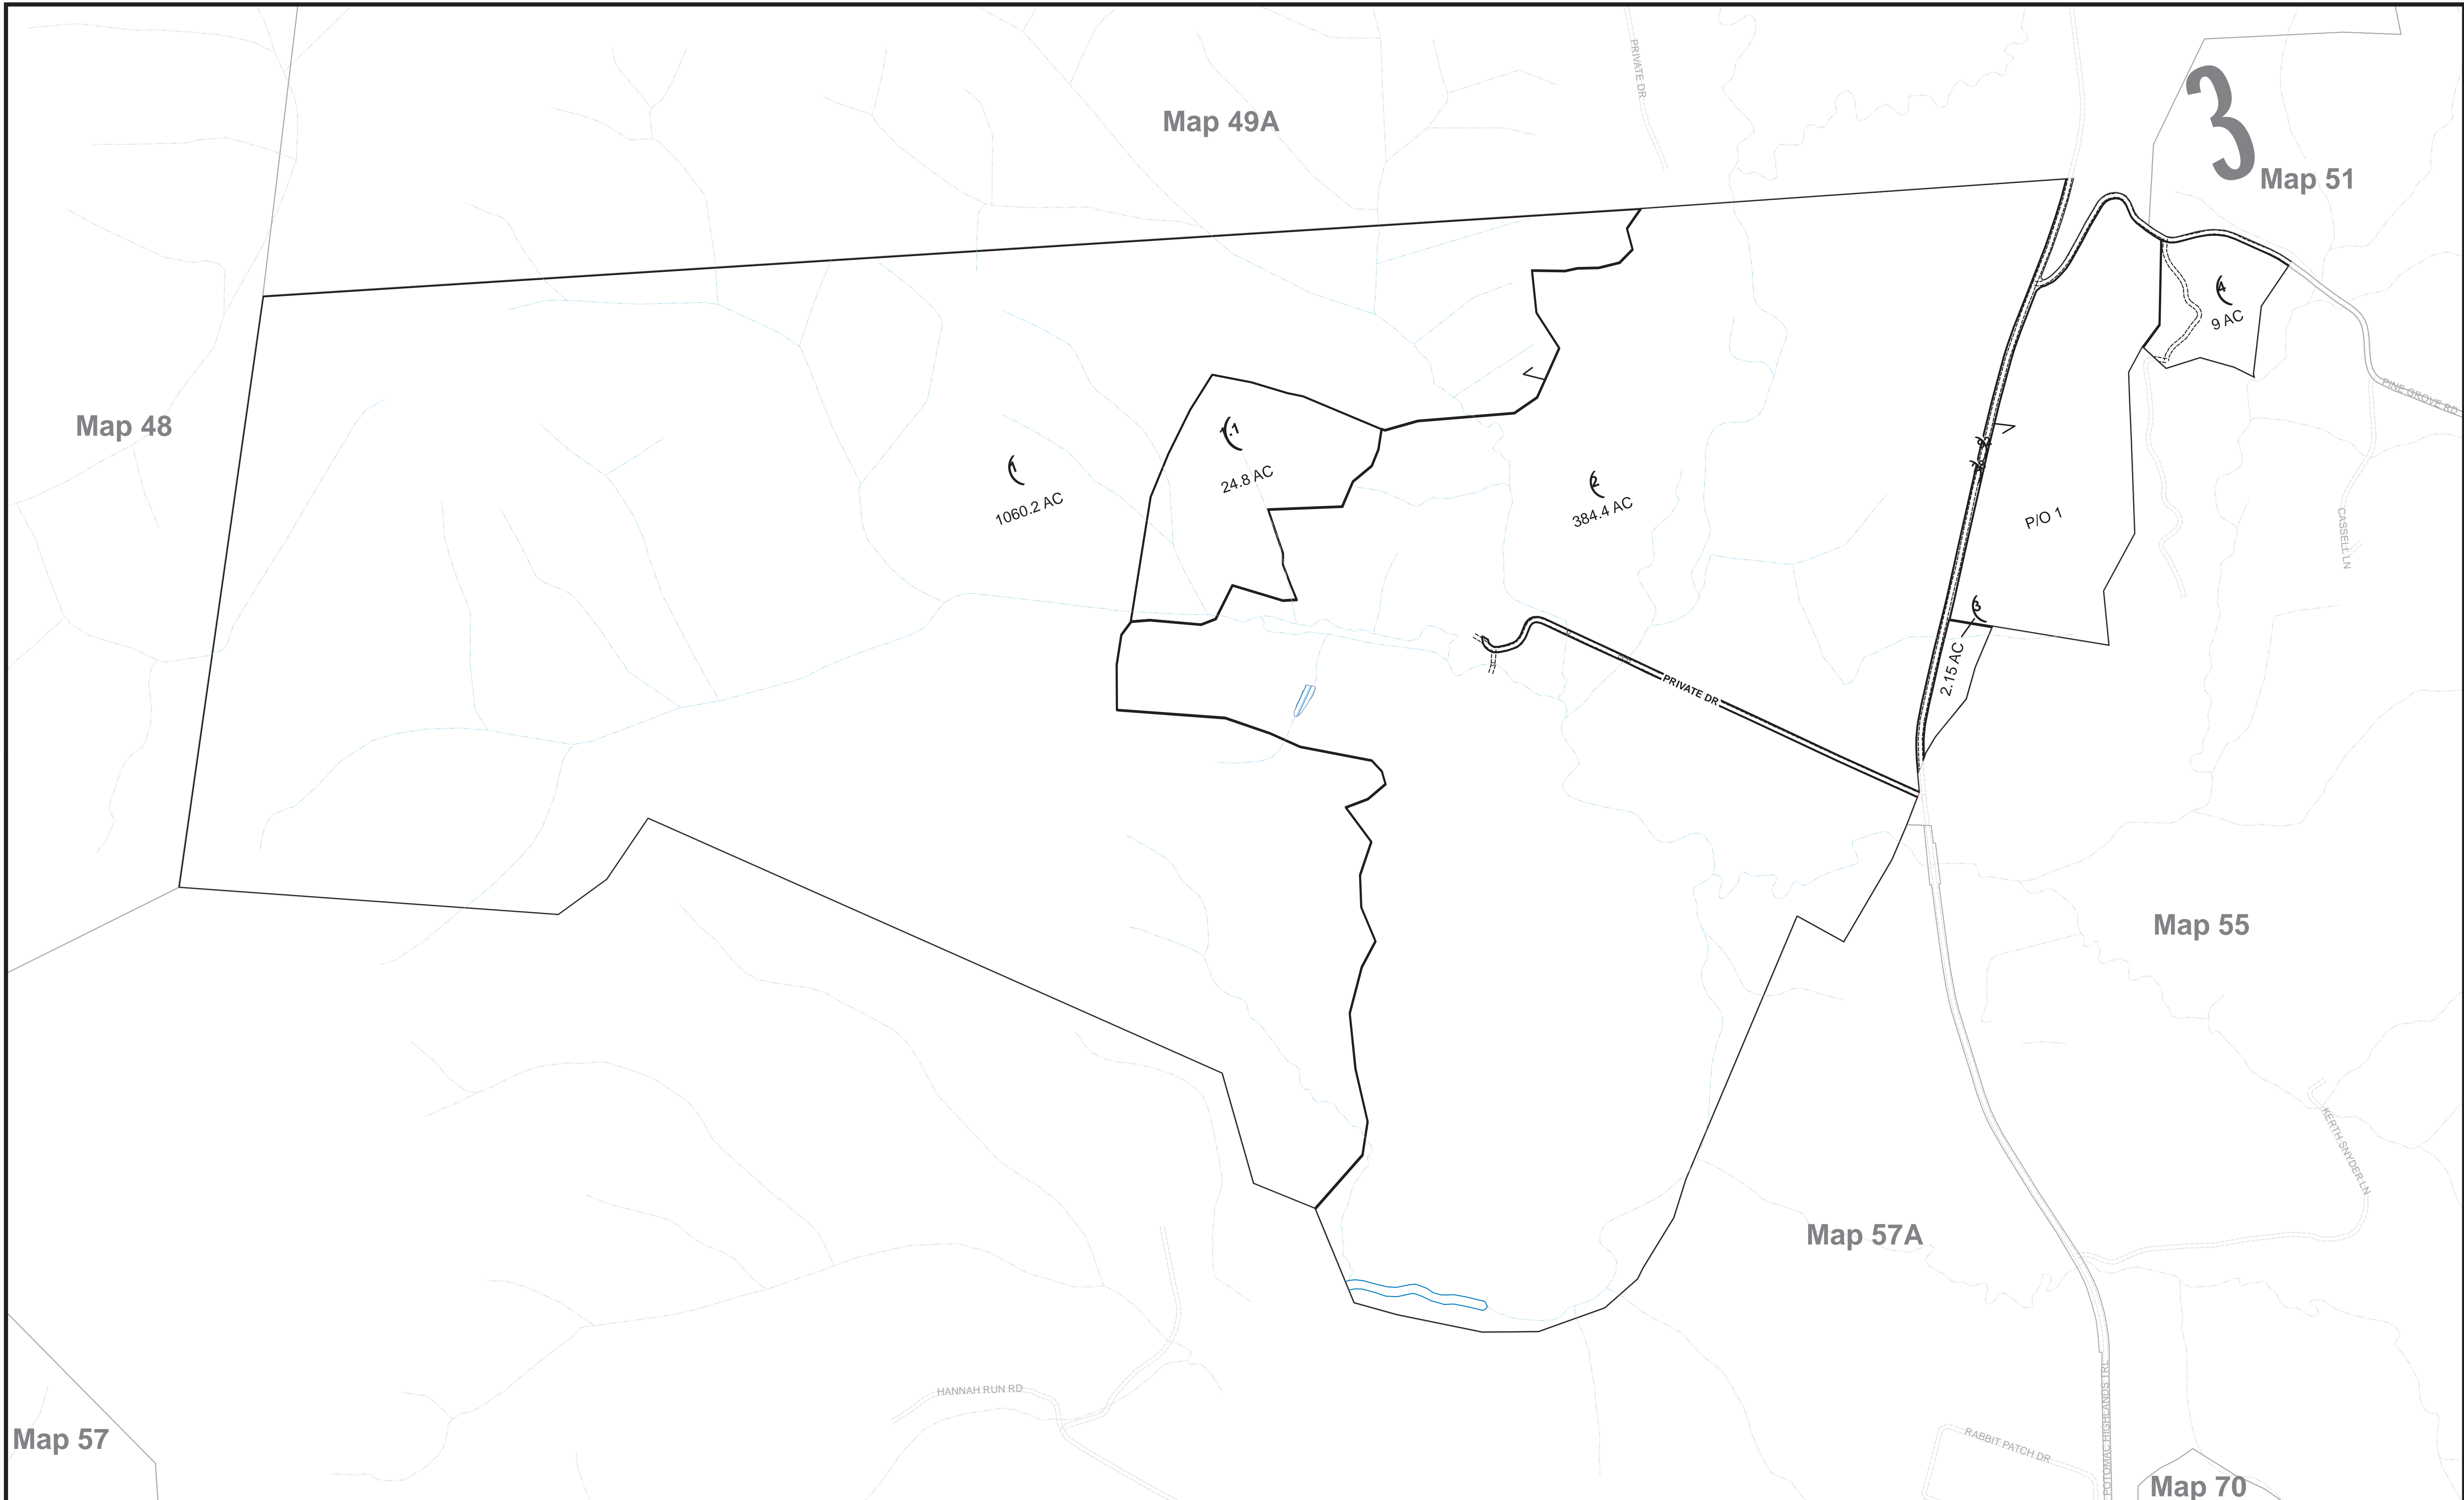 PRIVATE DR
3
Map 49A
Map 51
4
9 AC
PINE GROVE RD
Map 48
1.1
24.8 AC
1
1060.2 AC
2
384.4 AC
P/O 1
CASSELL LN
3
2.15 AC
PRIVATE DR
Map 55
KERTH SNYDER LN
Map 57A
HANNAH RUN RD
POTOMAC HIGHLANDS TRL
RABBIT PATCH DR
Map 57
Map 70